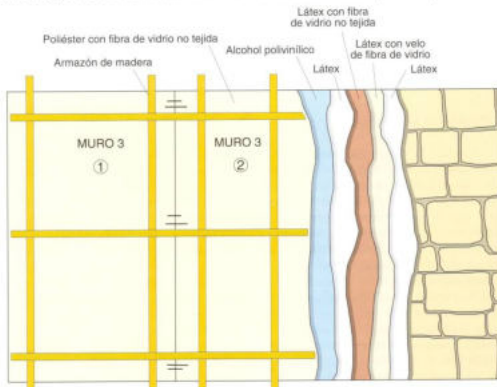 Látex con fibra
de vidrio no tejida
Poliéster con fibra de vidrio no tejida
Alcohol polivinílico
Látex con velo
de fibra de vidrio
Armazón de madera
Látex
Látex
MURO 3
1
MURO 3
2